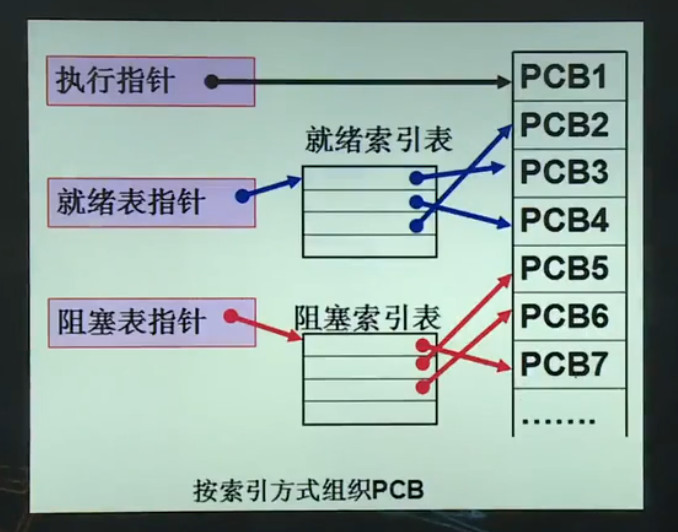 执行指针
就绪表指针
阻塞表指针
就绪索引表
阻塞索引表
PCB1
PCB2
PCB3
PCB4
PCB5
PCB6
PCB7
.......
按索引方式组织PCB